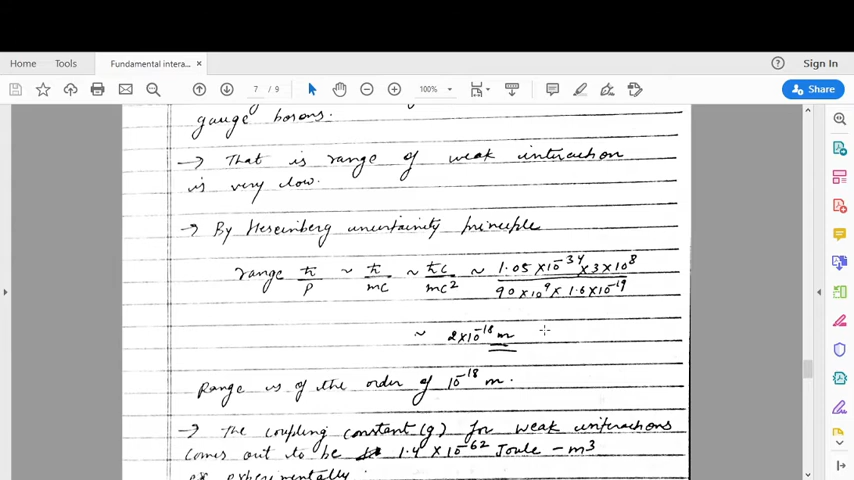 Home Tools Fundamental intera... × Sign In
7 / 9 100% Share
gauge bosons.
→ That is range of weak interaction
is very low.
→ By Heseinberg uncertainity principle
range ħ/p ~ ħ/mc ~ ħc/mc² ~ 1.05 × 10⁻³⁴ × 3 × 10⁸ / 90 × 10⁹ × 1.6 × 10⁻¹⁹
~ 2 × 10⁻¹⁸ m
Range is of the order of 10⁻¹⁸ m.
→ The coupling constant (g) for weak interactions
comes out to be 1.4 × 10⁻⁶² Joule - m³
experimentally.